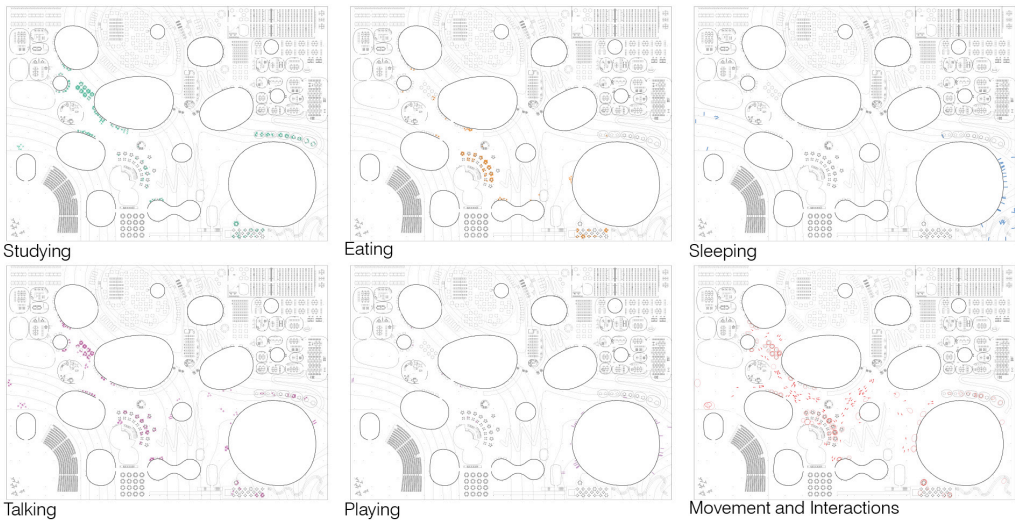 Studying
Eating
Sleeping
Talking
Playing
Movement and Interactions